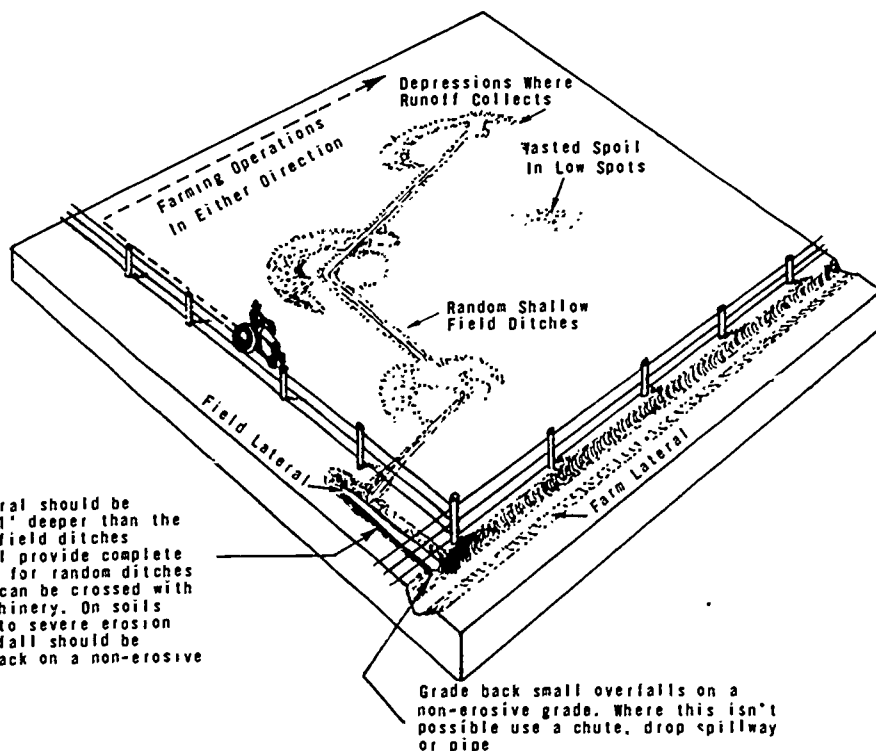 Depressions Where
Runoff Collects
.5
Wasted Spoil
In Low Spots
Farming Operations
In Either Direction
Random Shallow
Field Ditches
Field Lateral
Farm Lateral
ral should be
1' deeper than the
field ditches
l provide complete
for random ditches
can be crossed with
hinery. On soils
to severe erosion
fall should be
ack on a non-erosive
Grade back small overfalls on a
non-erosive grade. Where this isn't
possible use a chute, drop spillway
or pipe